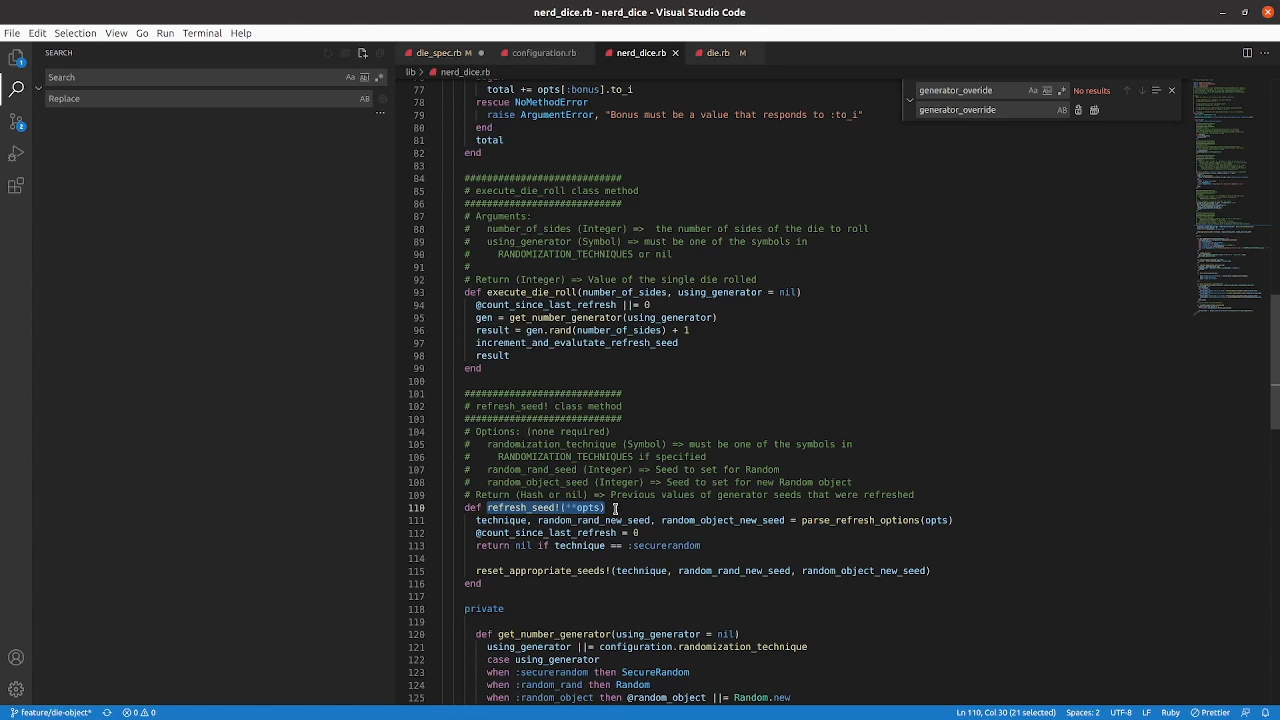 nerd_dice.rb - nerd_dice - Visual Studio Code
File Edit Selection View Go Run Terminal Help
SEARCH
Search
Replace
die_spec.rb M
configuration.rb
nerd_dice.rb
die.rb M
lib > nerd_dice.rb
generator_overide Aa No results
generator_override AB
77 total += opts[:bonus].to_i
78 rescue NoMethodError
79 raise ArgumentError, "Bonus must be a value that responds to :to_i"
80 end
81 total
82 end
83
84 ############################
85 # execute_die_roll class method
86 ############################
87 # Arguments:
88 # number_of_sides (Integer) => the number of sides of the die to roll
89 # using_generator (Symbol) => must be one of the symbols in
90 # RANDOMIZATION_TECHNIQUES or nil
91 #
92 # Return (Integer) => Value of the single die rolled
93 def execute_die_roll(number_of_sides, using_generator = nil)
94 @count_since_last_refresh ||= 0
95 gen = get_number_generator(using_generator)
96 result = gen.rand(number_of_sides) + 1
97 increment_and_evalutate_refresh_seed
98 result
99 end
100
101 ############################
102 # refresh_seed! class method
103 ############################
104 # Options: (none required)
105 # randomization_technique (Symbol) => must be one of the symbols in
106 # RANDOMIZATION_TECHNIQUES if specified
107 # random_rand_seed (Integer) => Seed to set for Random
108 # random_object_seed (Integer) => Seed to set for new Random object
109 # Return (Hash or nil) => Previous values of generator seeds that were refreshed
110 def refresh_seed!(**opts)
111 technique, random_rand_new_seed, random_object_new_seed = parse_refresh_options(opts)
112 @count_since_last_refresh = 0
113 return nil if technique == :securerandom
114
115 reset_appropriate_seeds!(technique, random_rand_new_seed, random_object_new_seed)
116 end
117
118 private
119
120 def get_number_generator(using_generator = nil)
121 using_generator ||= configuration.randomization_technique
122 case using_generator
123 when :securerandom then SecureRandom
124 when :random_rand then Random
125 when :random_object then @random_object ||= Random.new
feature/die-object* 0 0 Ln 110, Col 30 (21 selected) Spaces: 2 UTF-8 LF Ruby Prettier